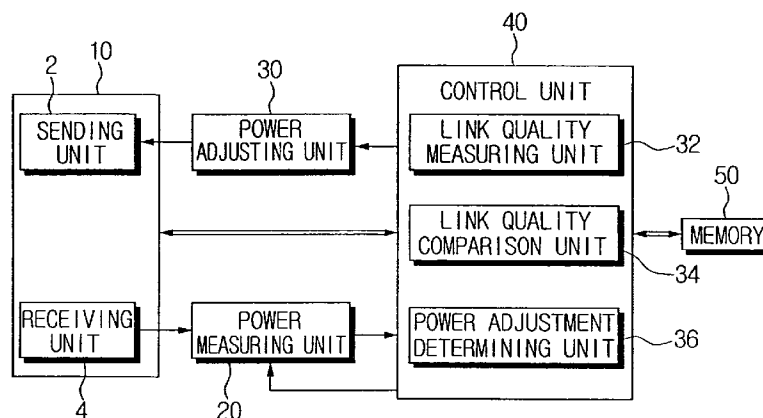 40
2
10
30
CONTROL UNIT
SENDING
UNIT
POWER
ADJUSTING UNIT
LINK QUALITY
MEASURING UNIT
32
50
LINK QUALITY
COMPARISON UNIT
MEMORY
34
RECEIVING
UNIT
POWER
MEASURING UNIT
POWER ADJUSTMENT
DETERMINING UNIT
36
4
20